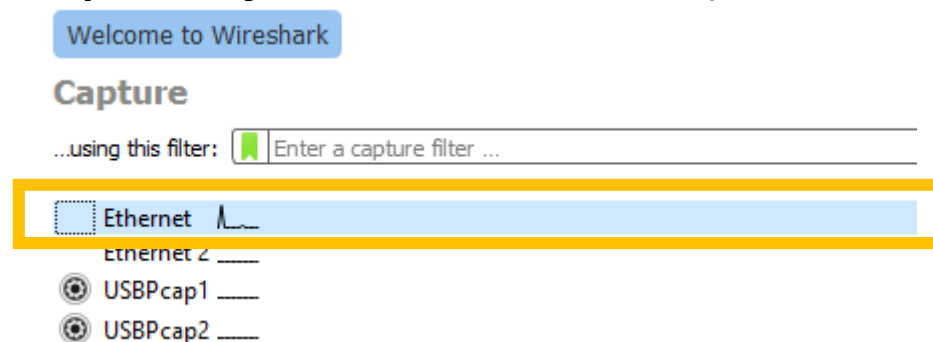 Welcome to Wireshark
Capture
...using this filter: Enter a capture filter ...
Ethernet
Ethernet 2
USBPcap1
USBPcap2